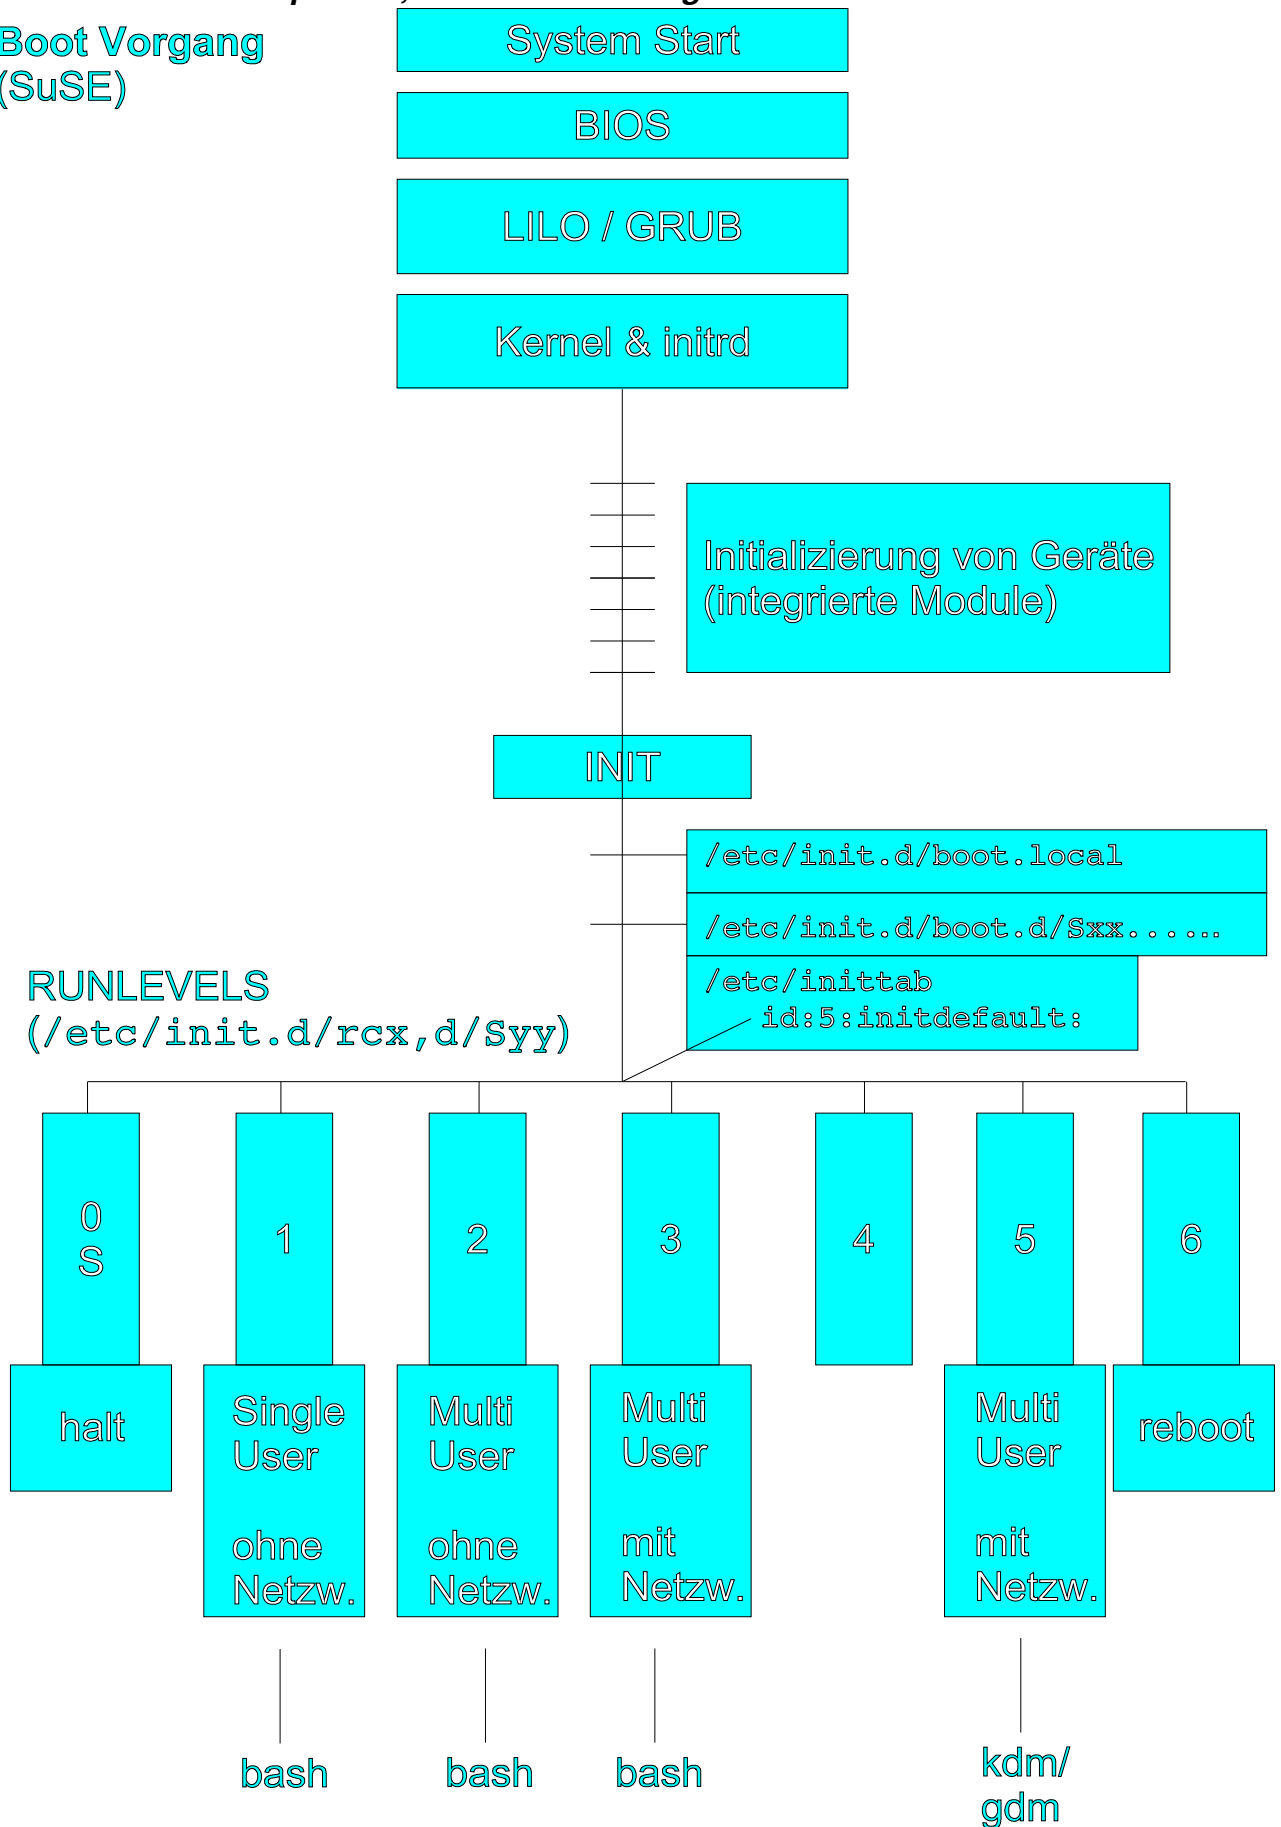 Boot Vorgang
(SuSE)
System Start
BIOS
LILO / GRUB
Kernel & initrd
Initializierung von Geräte
(integrierte Module)
INIT
/etc/init.d/boot.local
/etc/init.d/boot.d/Sxx......
/etc/inittab
id:5:initdefault:
RUNLEVELS
(/etc/init.d/rcx,d/Syy)
0
S
1
2
3
4
5
6
halt
Single
User
ohne
Netzw.
Multi
User
ohne
Netzw.
Multi
User
mit
Netzw.
Multi
User
mit
Netzw.
reboot
bash
bash
bash
kdm/
gdm